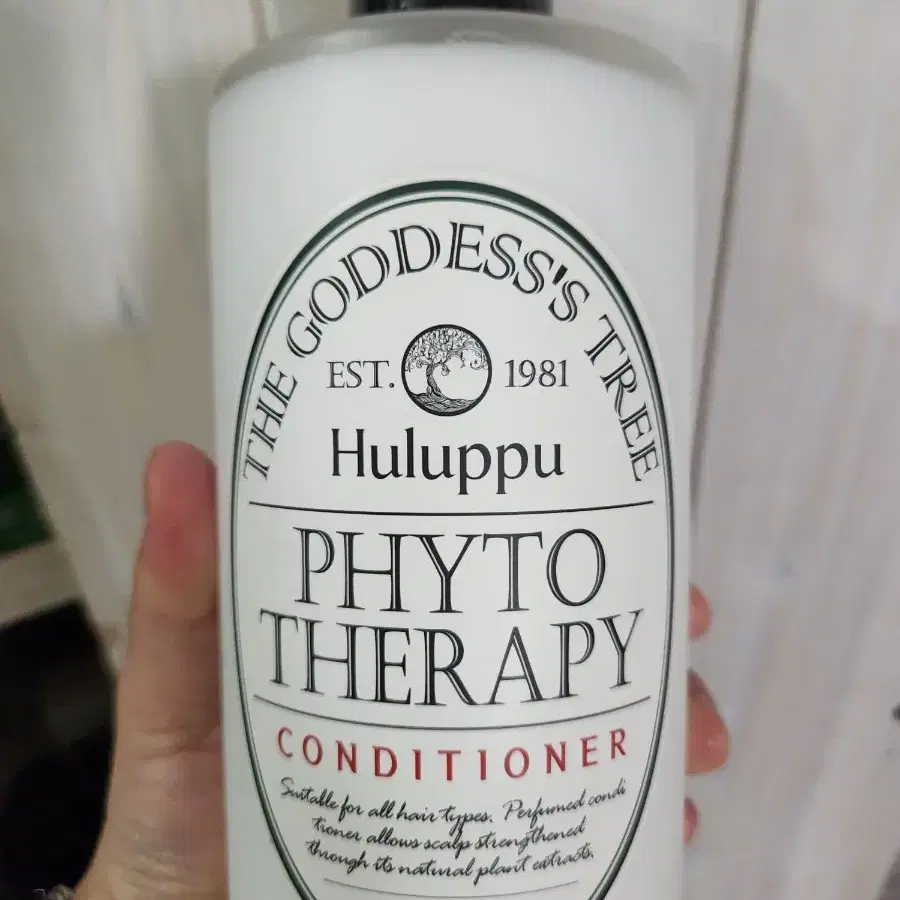 THE GODDESS'S TREE
EST. 1981
Huluppu
PHYTO
THERAPY
CONDITIONER
Suitable for all hair types. Perfumed condi
tioner allows scalp strengthened
through its natural plant extracts.